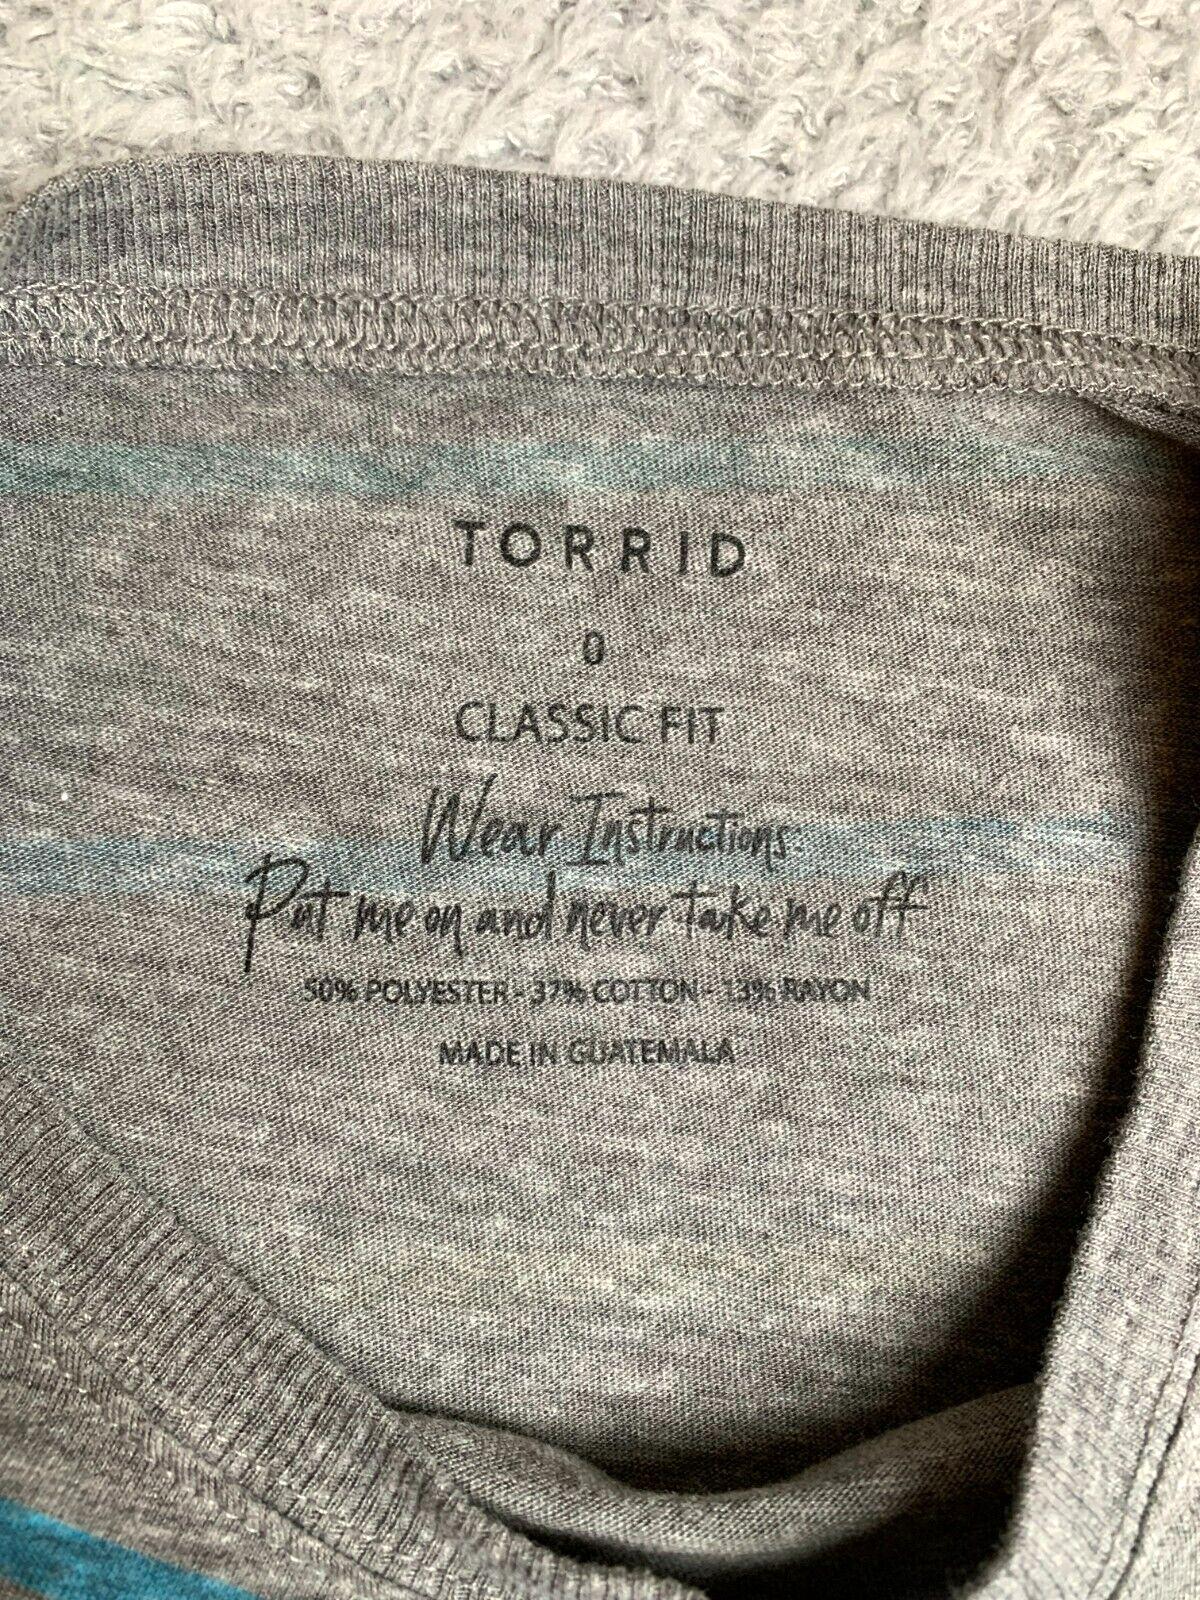 TORRID
0
CLASSIC FIT
Wear Instructions:
Put me on and never take me off
50% POLYESTER - 37% COTTON - 13% RAYON
MADE IN GUATEMALA